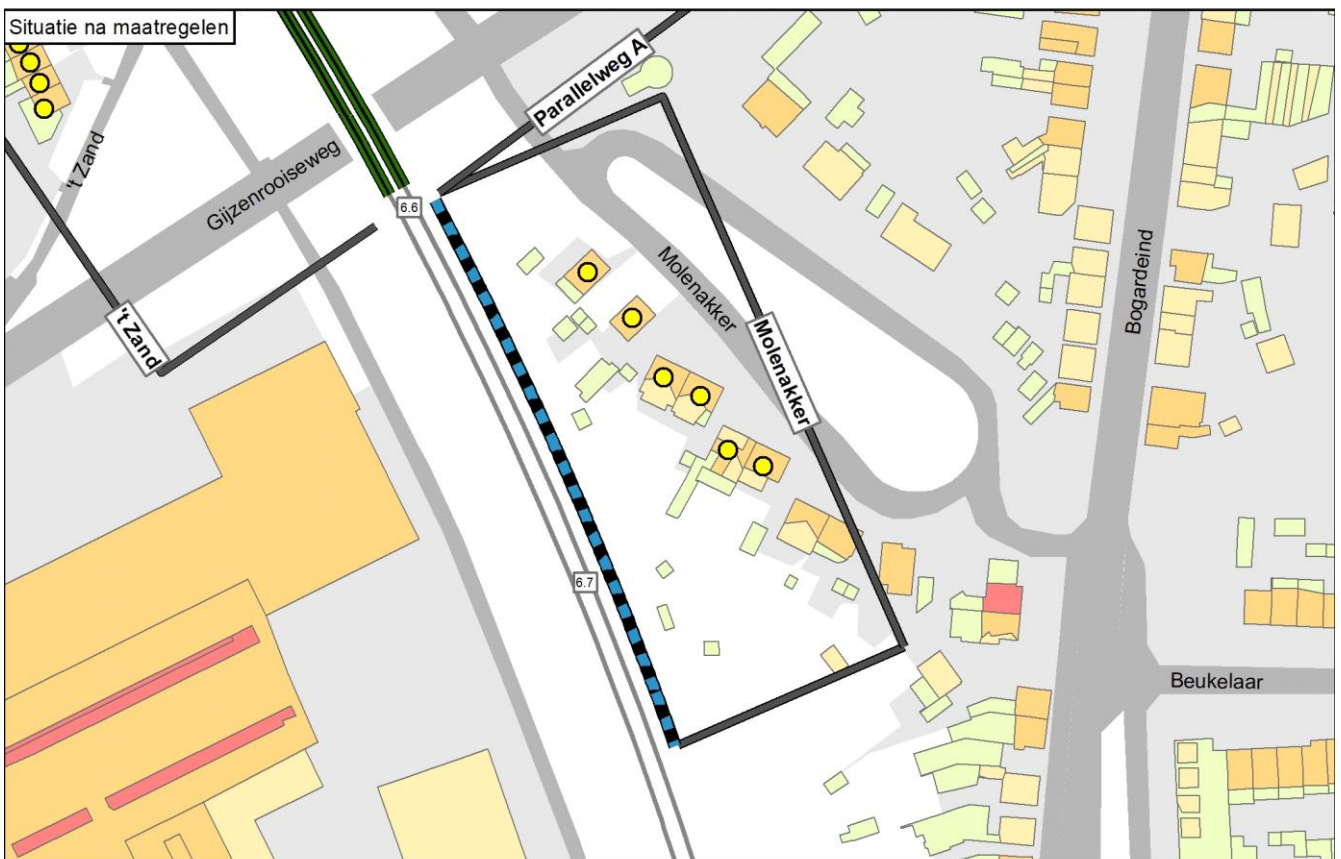 Situatie na maatregelen
Parallelweg A
't Zand
Gijzenrooiseweg
6.6
Molenakker
Bogardeind
't Zand
Molenakker
6.7
Beukelaar